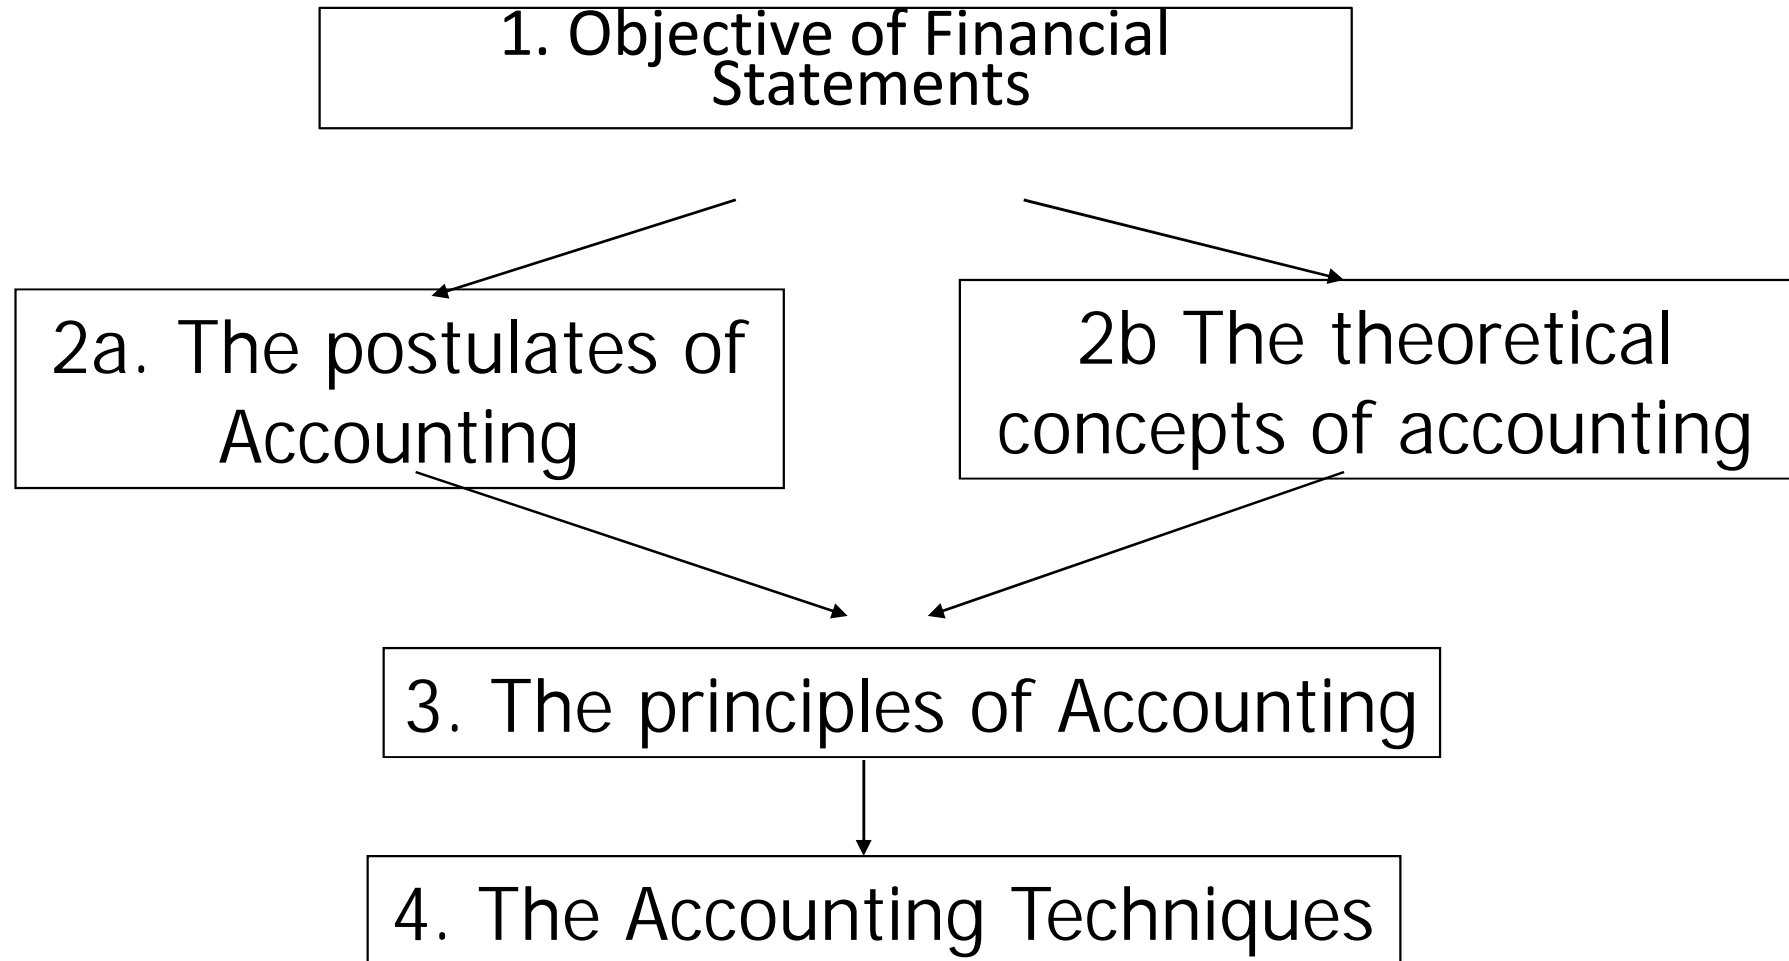 1. Objective of Financial
Statements
2a. The postulates of
Accounting
2b The theoretical
concepts of accounting
3. The principles of Accounting
4. The Accounting Techniques